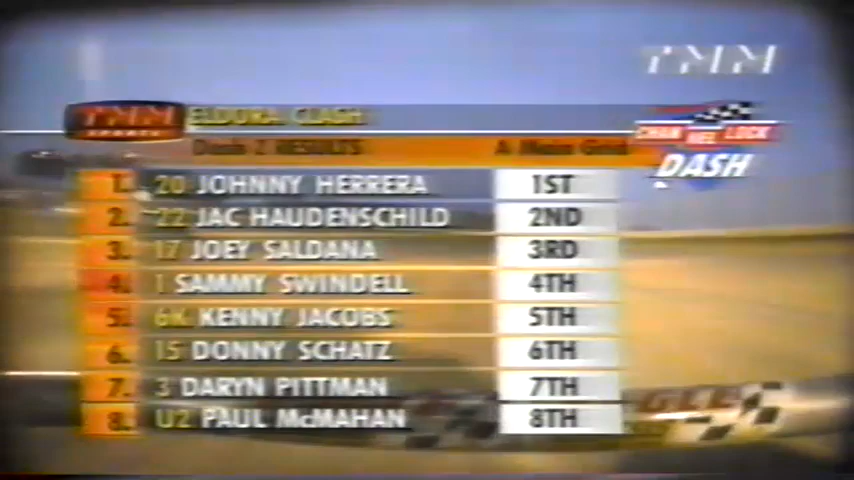 TNN
TNN SPORTS
ELDORA CLASH
CHANNEL LOCK
Dash 2 RESULTS
A Main Grid
DASH
1. 20 JOHNNY HERRERA 1ST
2. 22 JAC HAUDENSCHILD 2ND
3. 17 JOEY SALDANA 3RD
4. 1 SAMMY SWINDELL 4TH
5. 6K KENNY JACOBS 5TH
6. 15 DONNY SCHATZ 6TH
7. 3 DARYN PITTMAN 7TH
8. U2 PAUL McMAHAN 8TH